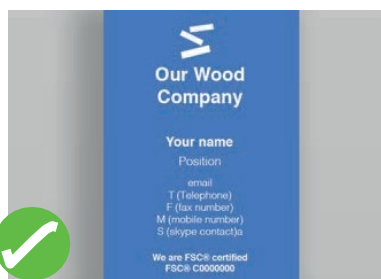 Our Wood
Company
Your name
Position
email
T (Telephone)
F (fax number)
M (mobile number)
S (skype contact)a
We are FSC® certified
FSC® C0000000